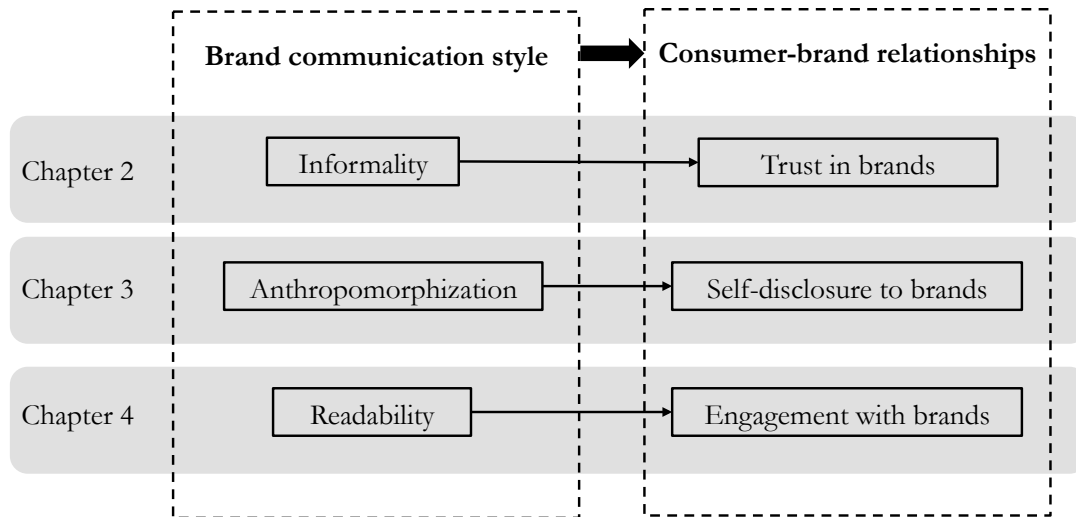 Brand communication style
Consumer-brand relationships
Chapter 2
Informality
Trust in brands
Chapter 3
Anthropomorphization
Self-disclosure to brands
Chapter 4
Readability
Engagement with brands